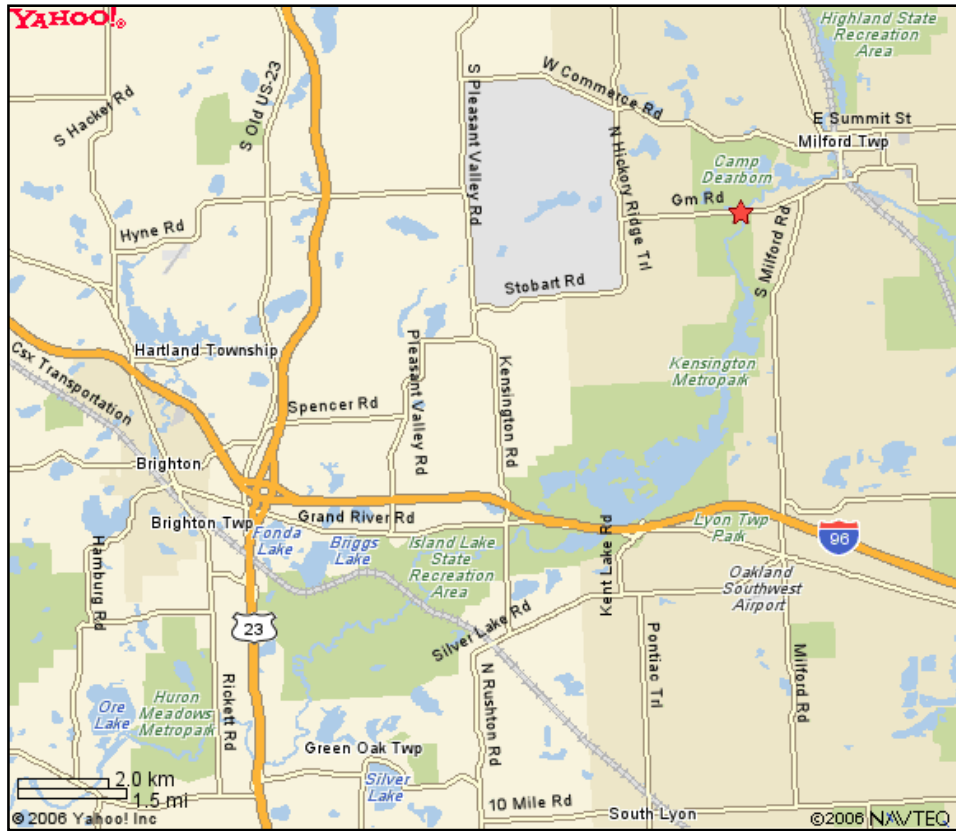 YAHOO!®
Highland State
Recreation
Area
W Commerce Rd
S Hacker Rd
S Old US-23
S Pleasant Valley Rd
N Hickory Ridge Trl
E Summit St
Milford Twp
Camp
Dearborn
Gm Rd
S Milford Rd
Hyne Rd
Stobart Rd
Hartland Township
Csx Transportation
Pleasant Valley Rd
Kensington Rd
Kensington
Metropark
Spencer Rd
Brighton
Grand River Rd
Brighton Twp
Fonda
Lake
Briggs
Lake
Island Lake
State
Recreation
Area
Kent Lake Rd
Lyon Twp
Park
96
Oakland
Southwest
Airport
Hamburg Rd
23
Silver Lake Rd
Pontiac Trl
Milford Rd
Ore
Lake
Huron
Meadows
Metropark
Rickett Rd
N Rushton Rd
Green Oak Twp
Silver
Lake
2.0 km
1.5 mi
10 Mile Rd
South Lyon
©2006 Yahoo! Inc
©2006 NAVTEQ